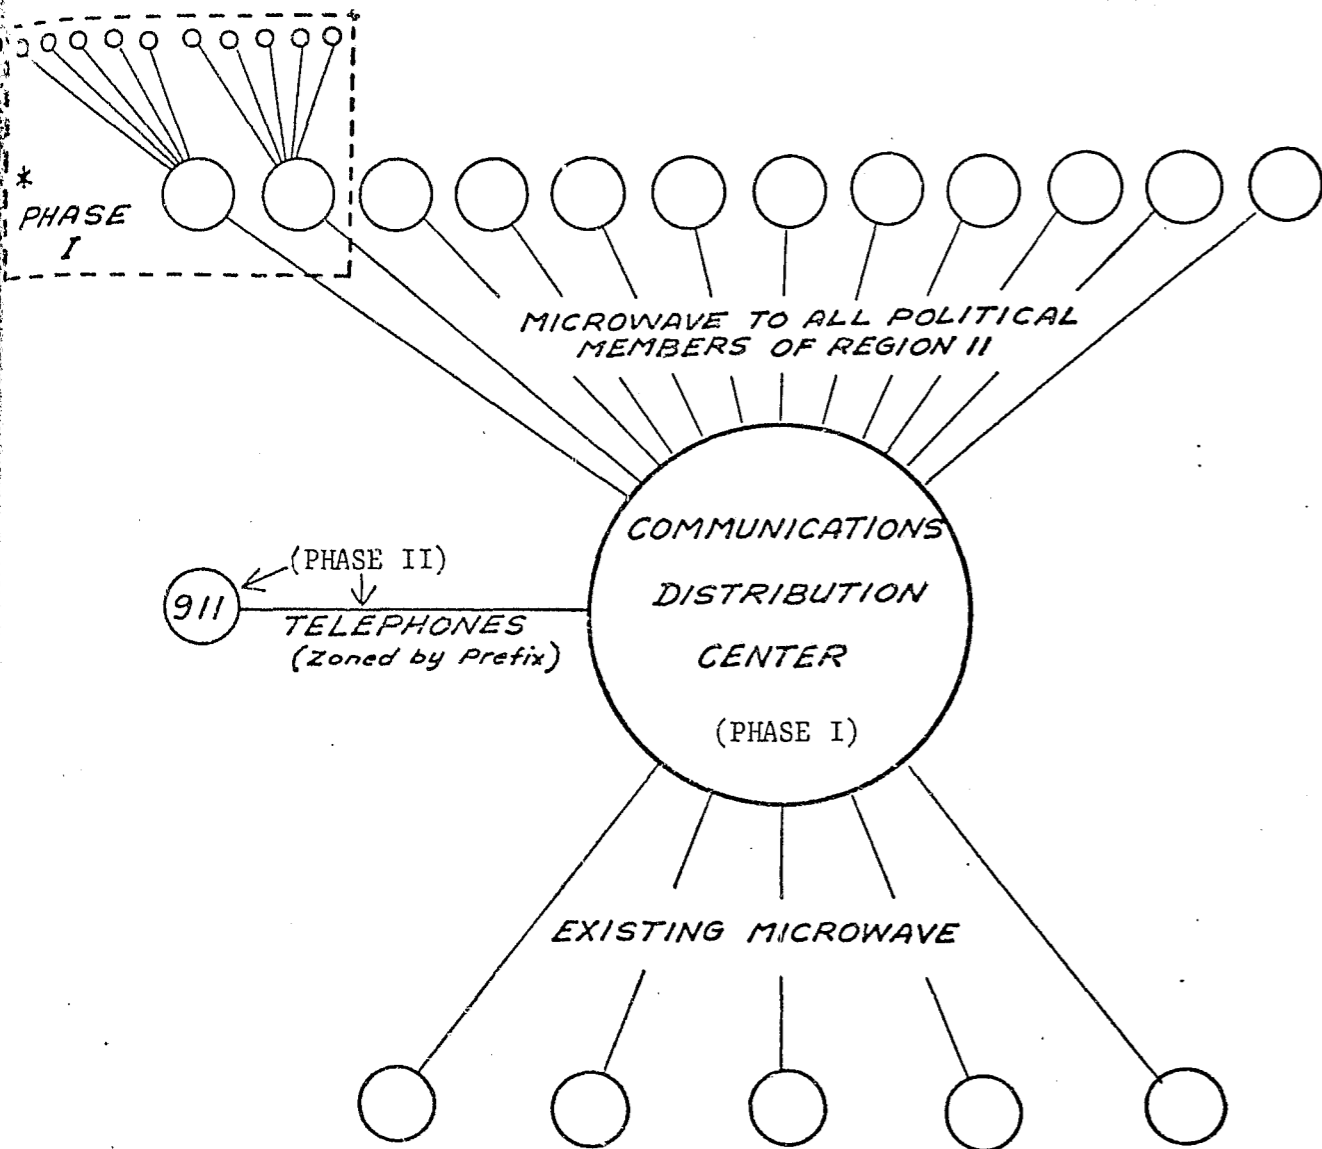 *
PHASE
I
MICROWAVE TO ALL POLITICAL
MEMBERS OF REGION II
COMMUNICATIONS
DISTRIBUTION
CENTER
(PHASE I)
(PHASE II)
911
TELEPHONES
(Zoned by Prefix)
EXISTING MICROWAVE